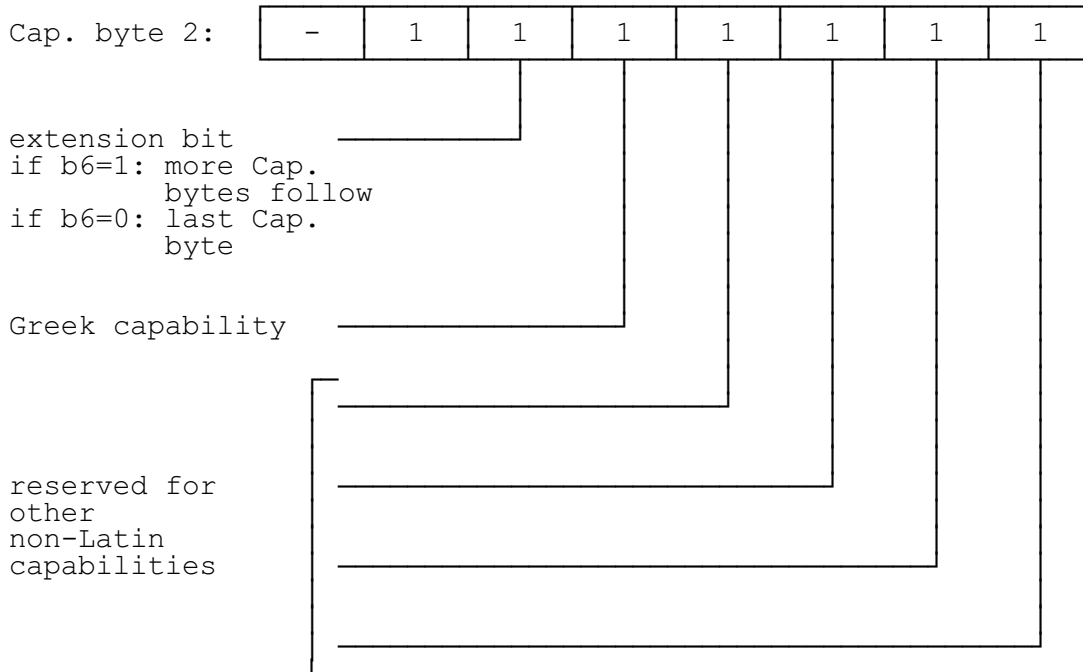 Cap. byte 2: - 1 1 1 1 1 1 1
extension bit
if b6=1: more Cap.
bytes follow
if b6=0: last Cap.
byte
Greek capability
reserved for
other
non-Latin
capabilities